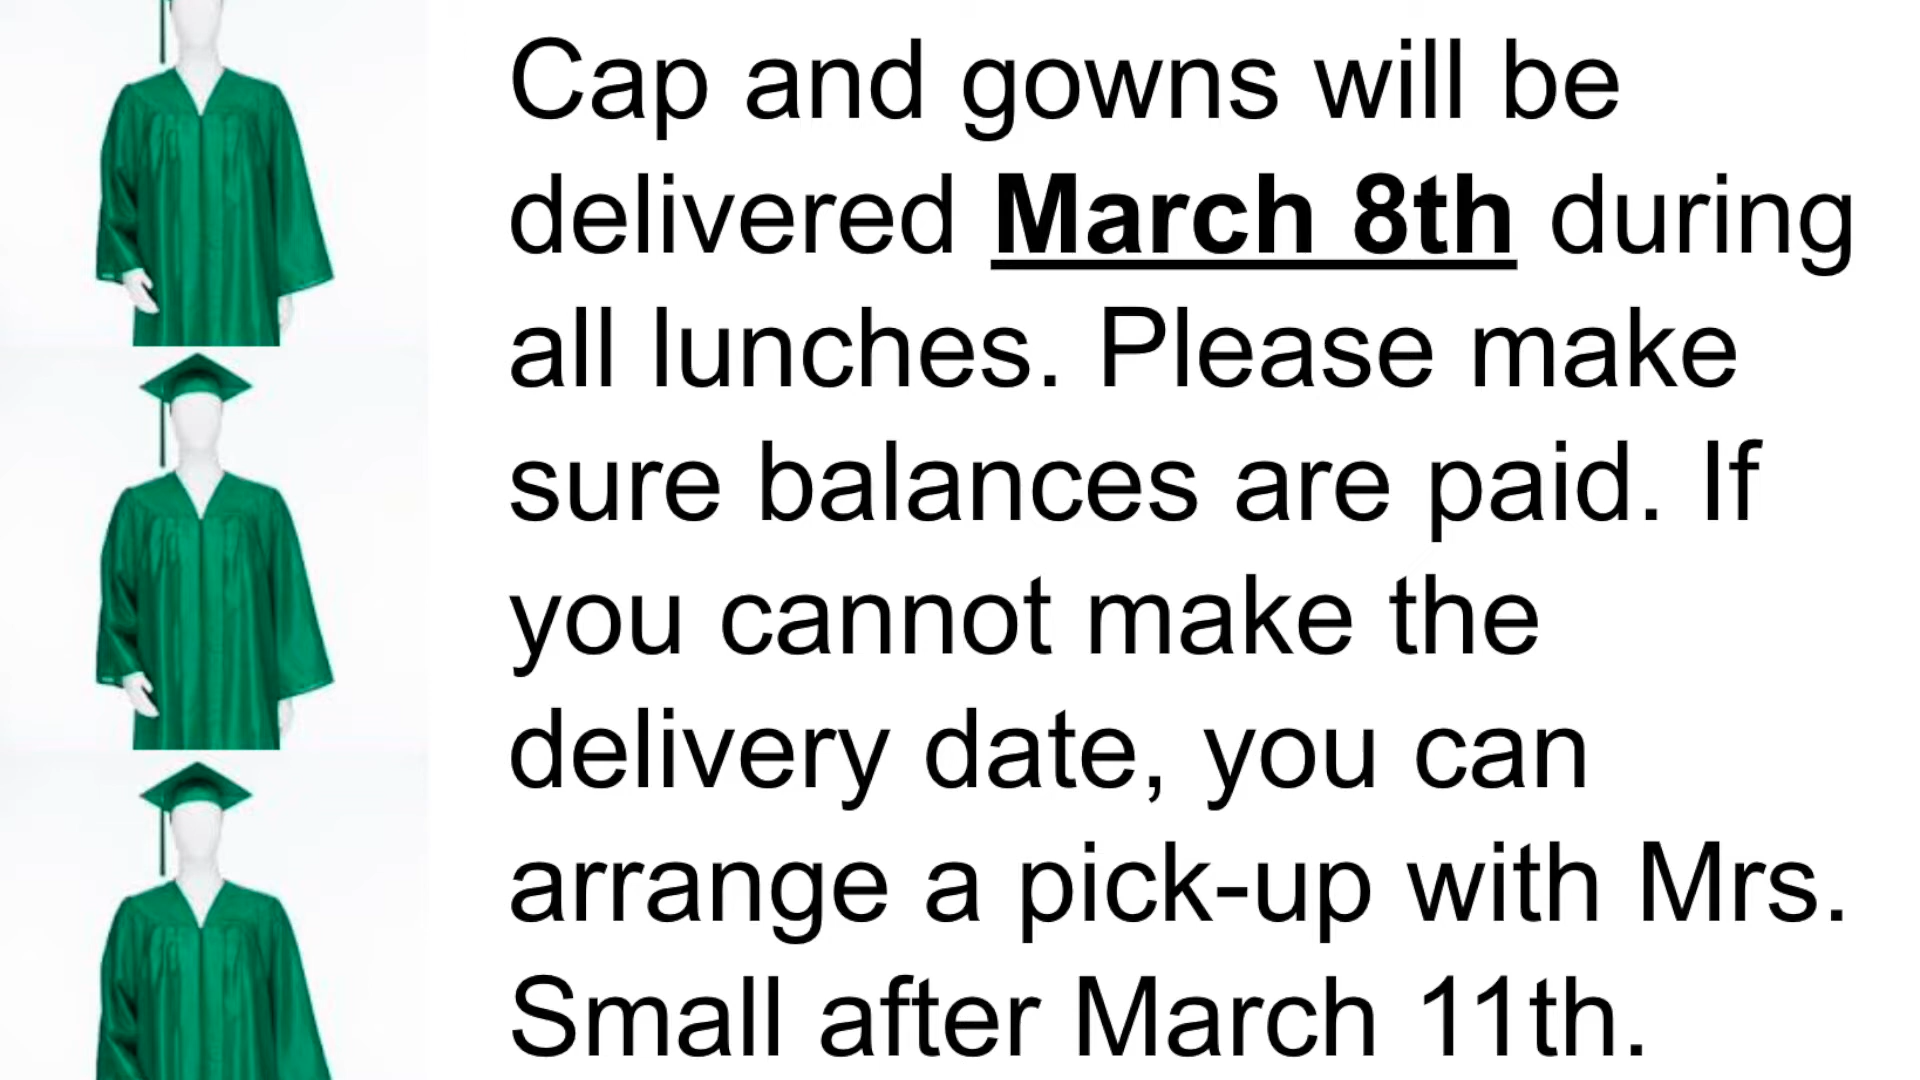 Cap and gowns will be
delivered March 8th during
all lunches. Please make
sure balances are paid. If
you cannot make the
delivery date, you can
arrange a pick-up with Mrs.
Small after March 11th.